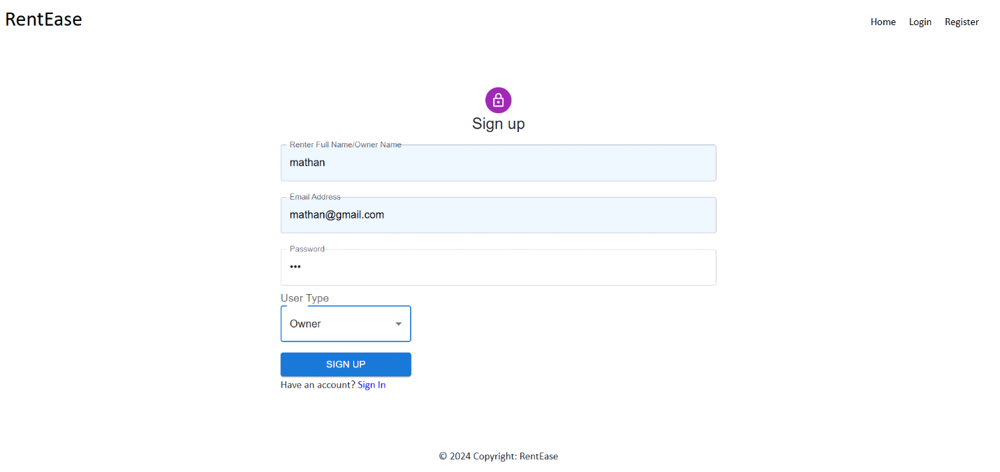 RentEase
Home Login Register
Sign up
Renter Full Name/Owner Name
mathan
Email Address
mathan@gmail.com
Password
•••
User Type
Owner
SIGN UP
Have an account? Sign In
© 2024 Copyright: RentEase